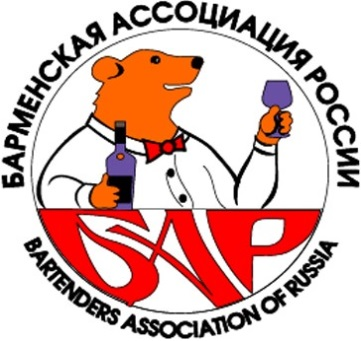 БАРМЕНСКАЯ АССОЦИАЦИЯ РОССИИ
БАР
BARTENDERS ASSOCIATION OF RUSSIA